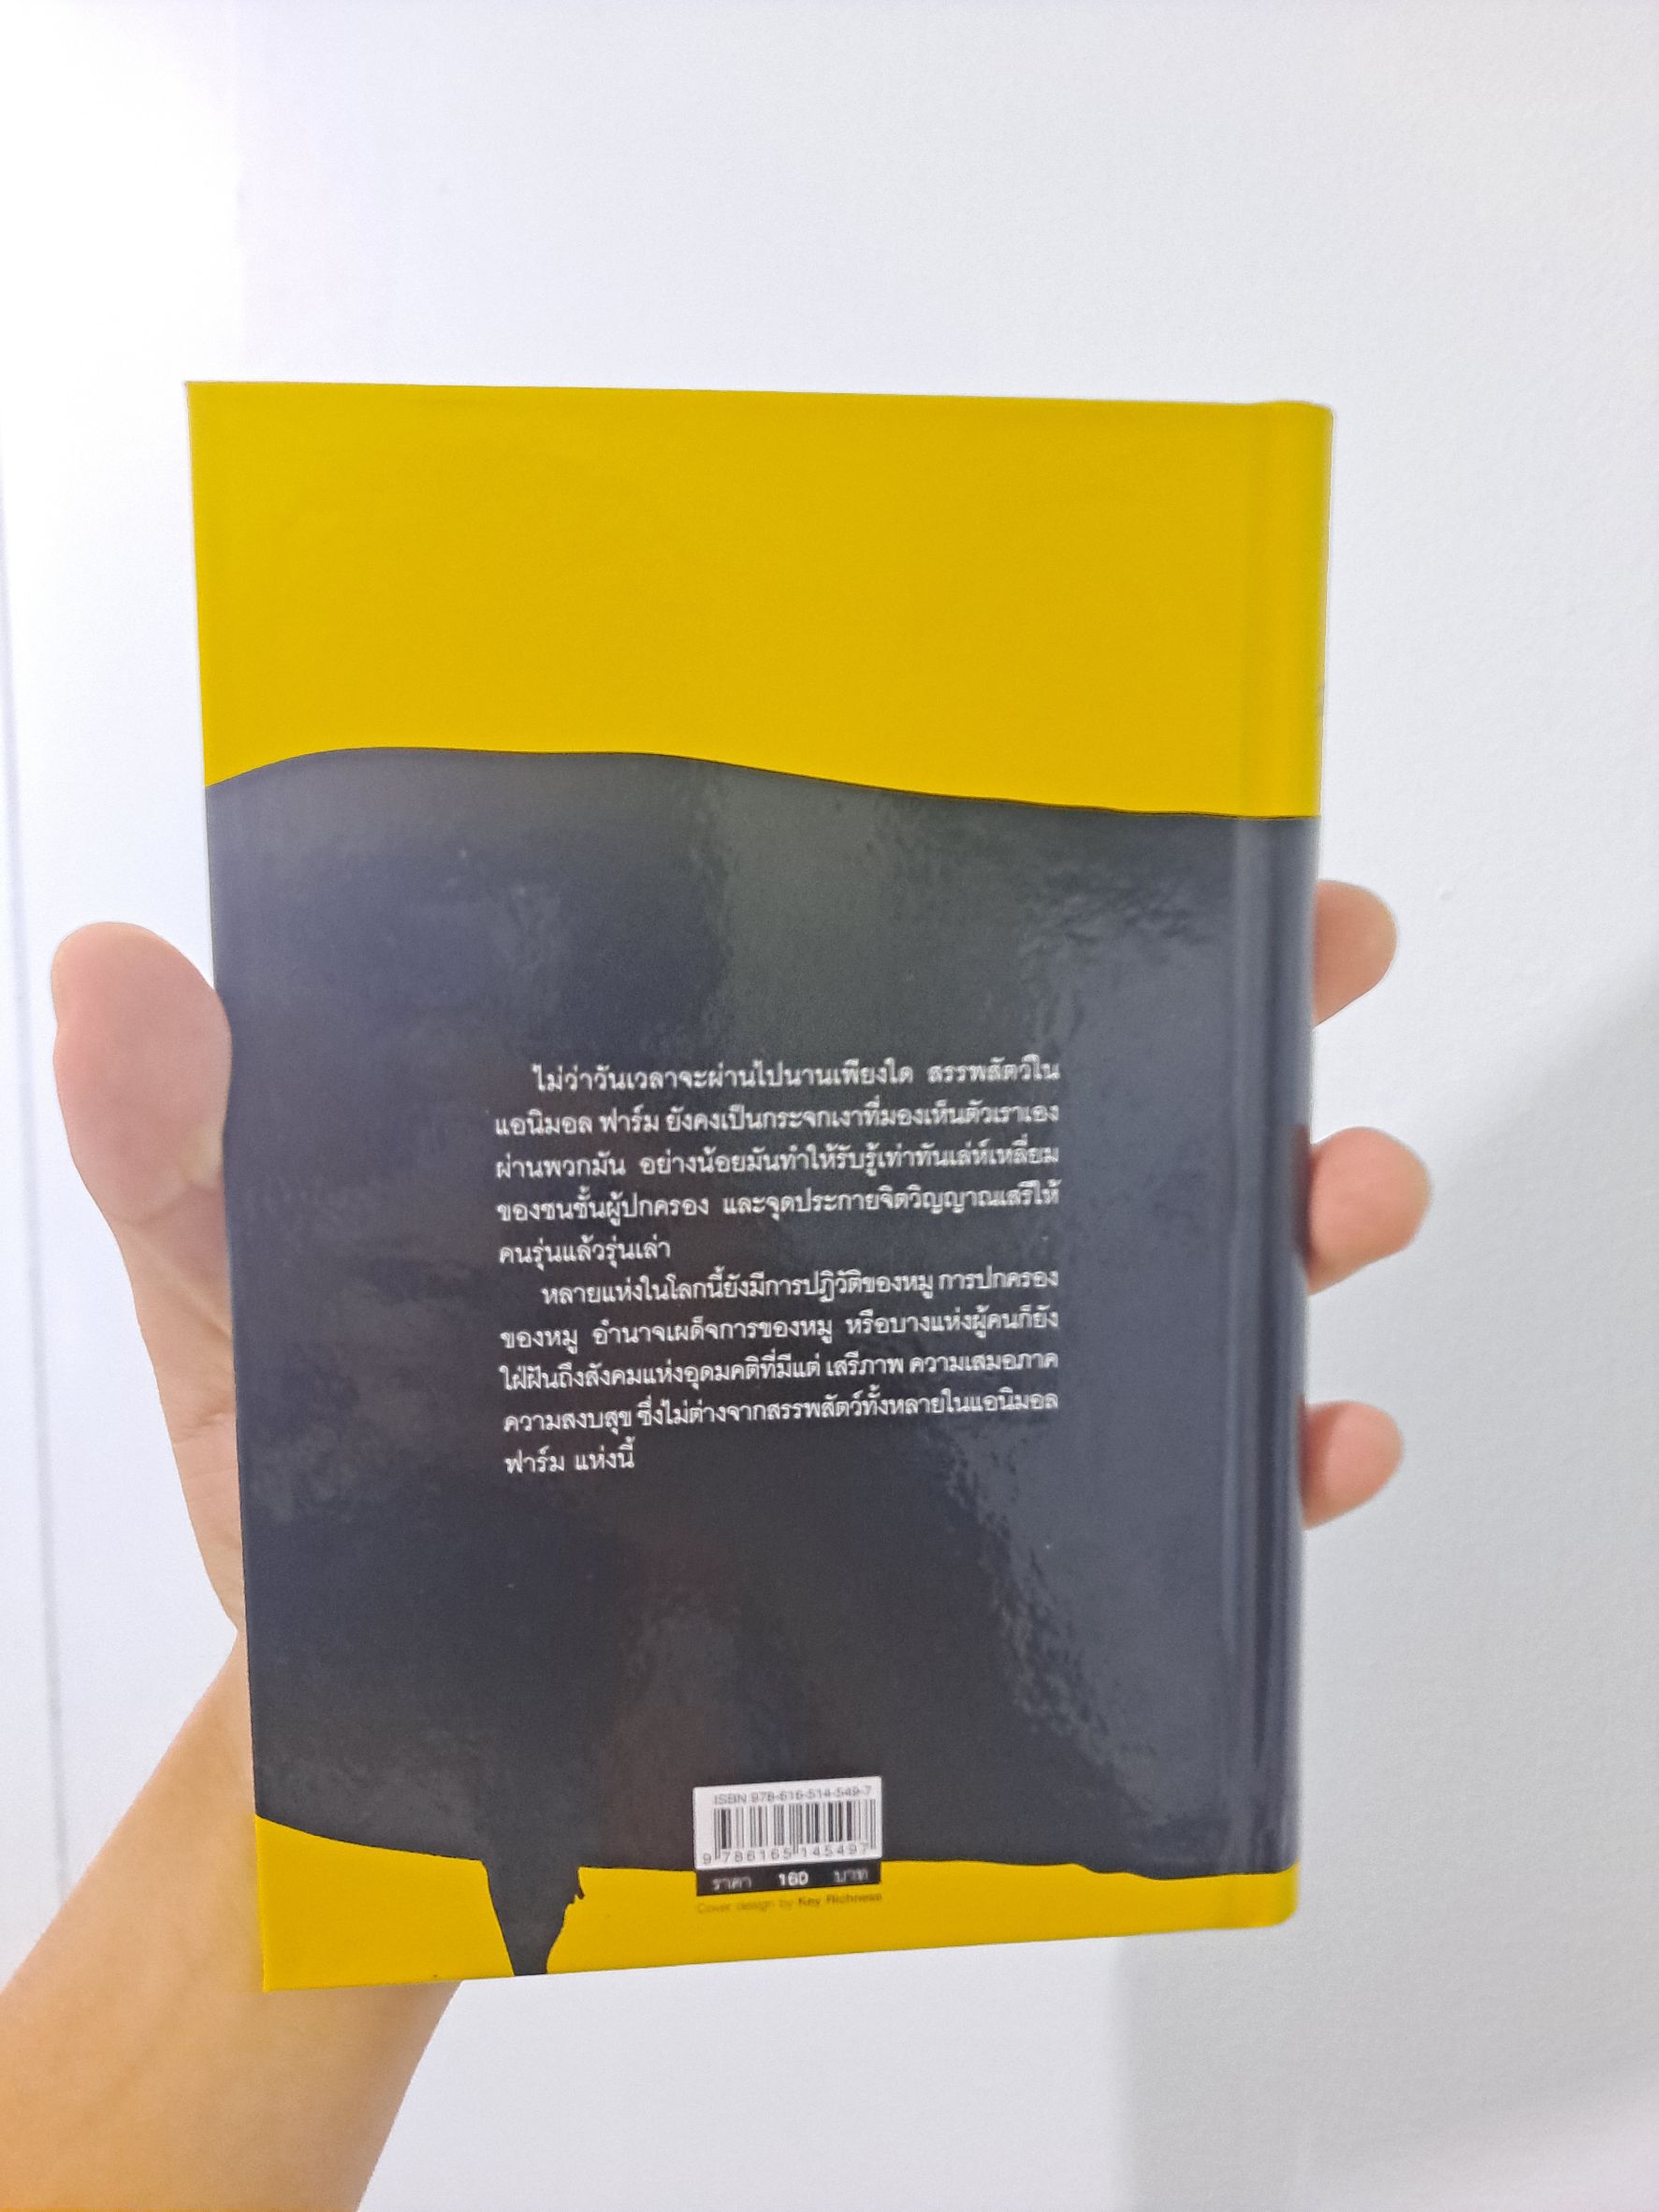 ไม่ว่าวันเวลาจะผ่านไปนานเพียงใด สรรพสัตว์ใน
แอนิมอล ฟาร์ม ยังคงเป็นกระจกเงาที่มองเห็นตัวเราเอง
ผ่านพวกมัน อย่างน้อยมันทำให้รับรู้เท่าทันเล่ห์เหลี่ยม
ของชนชั้นผู้ปกครอง และจุดประกายจิตวิญญาณเสรีให้
คนรุ่นแล้วรุ่นเล่า
หลายแห่งในโลกนี้ยังมีการปฏิวัติของหมู การปกครอง
ของหมู อำนาจเผด็จการของหมู หรือบางแห่งผู้คนก็ยัง
ใฝ่ฝันถึงสังคมแห่งอุดมคติที่มีแต่ เสรีภาพ ความเสมอภาค
ความสงบสุข ซึ่งไม่ต่างจากสรรพสัตว์ทั้งหลายในแอนิมอล
ฟาร์ม แห่งนี้
ISBN 978-616-514-549-7
9 786165 145497
ราคา 160 บาท
Cover design by Key Richness